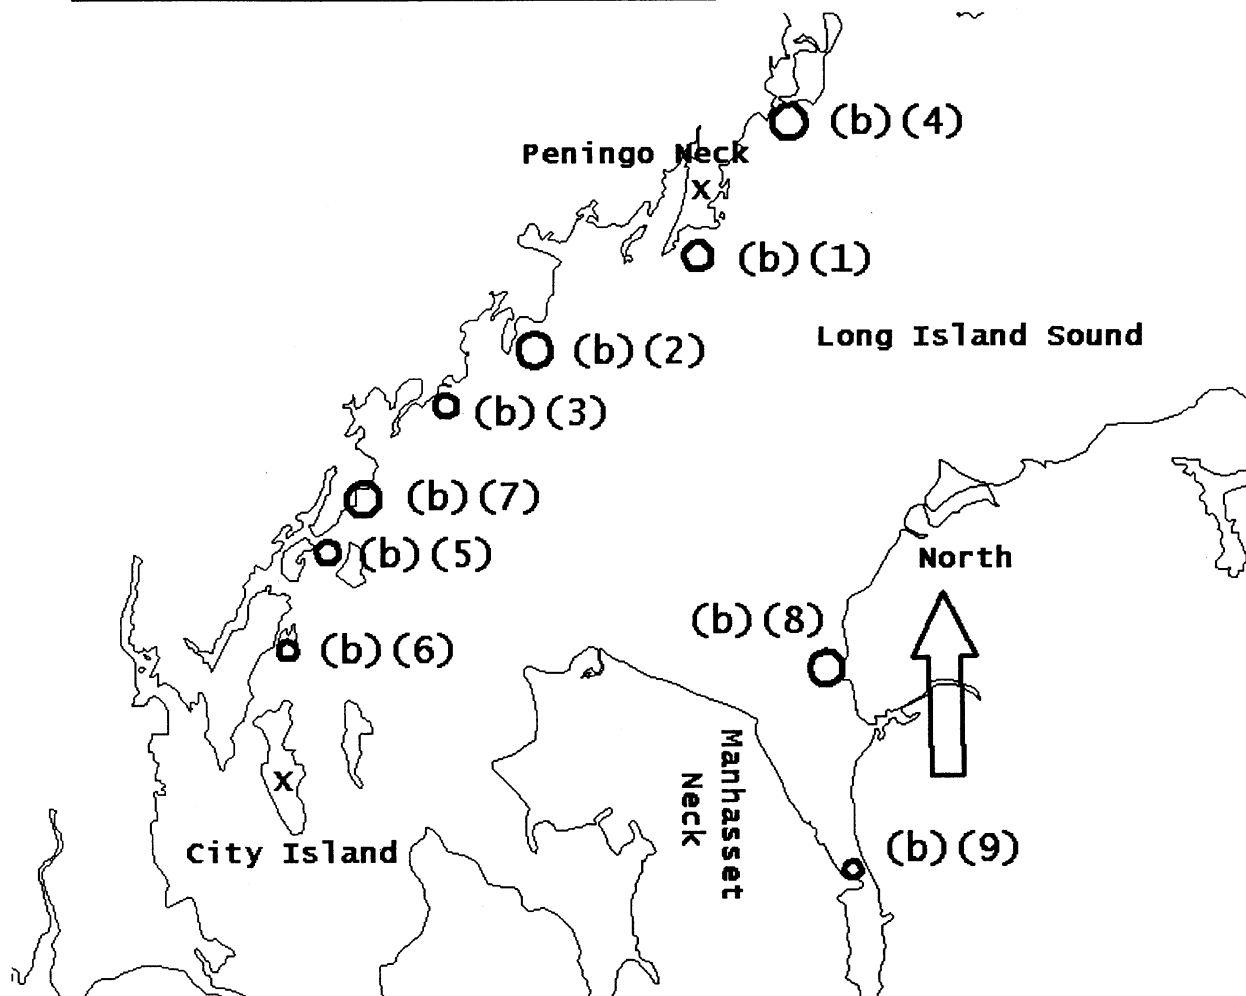 (b)(4)
Peningo Neck
x
(b)(1)
Long Island Sound
(b)(2)
(b)(3)
(b)(7)
(b)(5)
North
(b)(8)
(b)(6)
Manhasset
Neck
x
City Island
(b)(9)